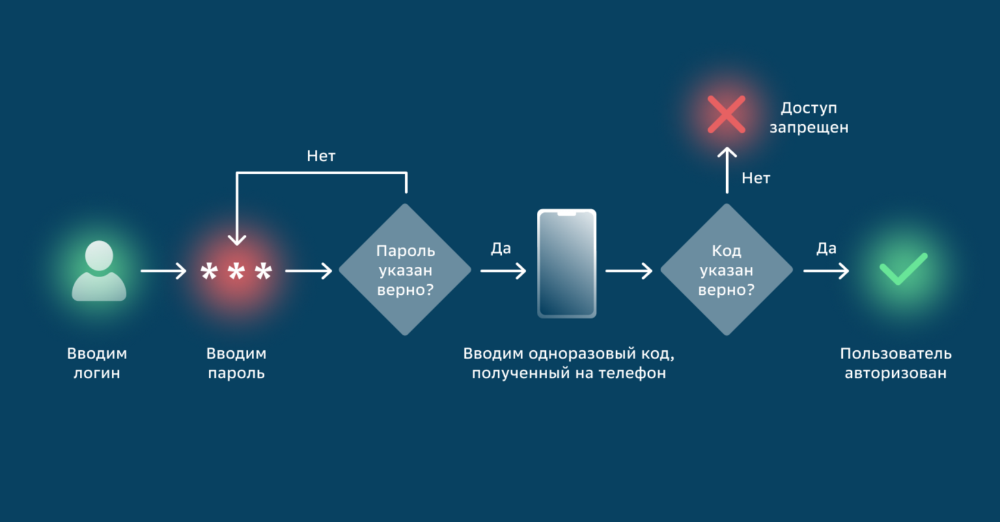 Доступ
запрещен
Нет
Нет
* * *
Пароль
указан
верно?
Да
Код
указан
верно?
Да
Вводим
логин
Вводим
пароль
Вводим одноразовый код,
полученный на телефон
Пользователь
авторизован